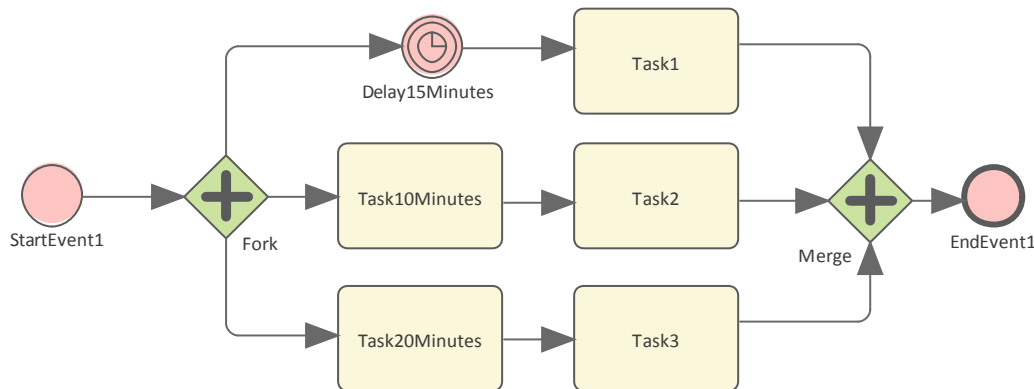 Task1
Delay15Minutes
Task10Minutes
Task2
StartEvent1
Fork
Merge
EndEvent1
Task20Minutes
Task3